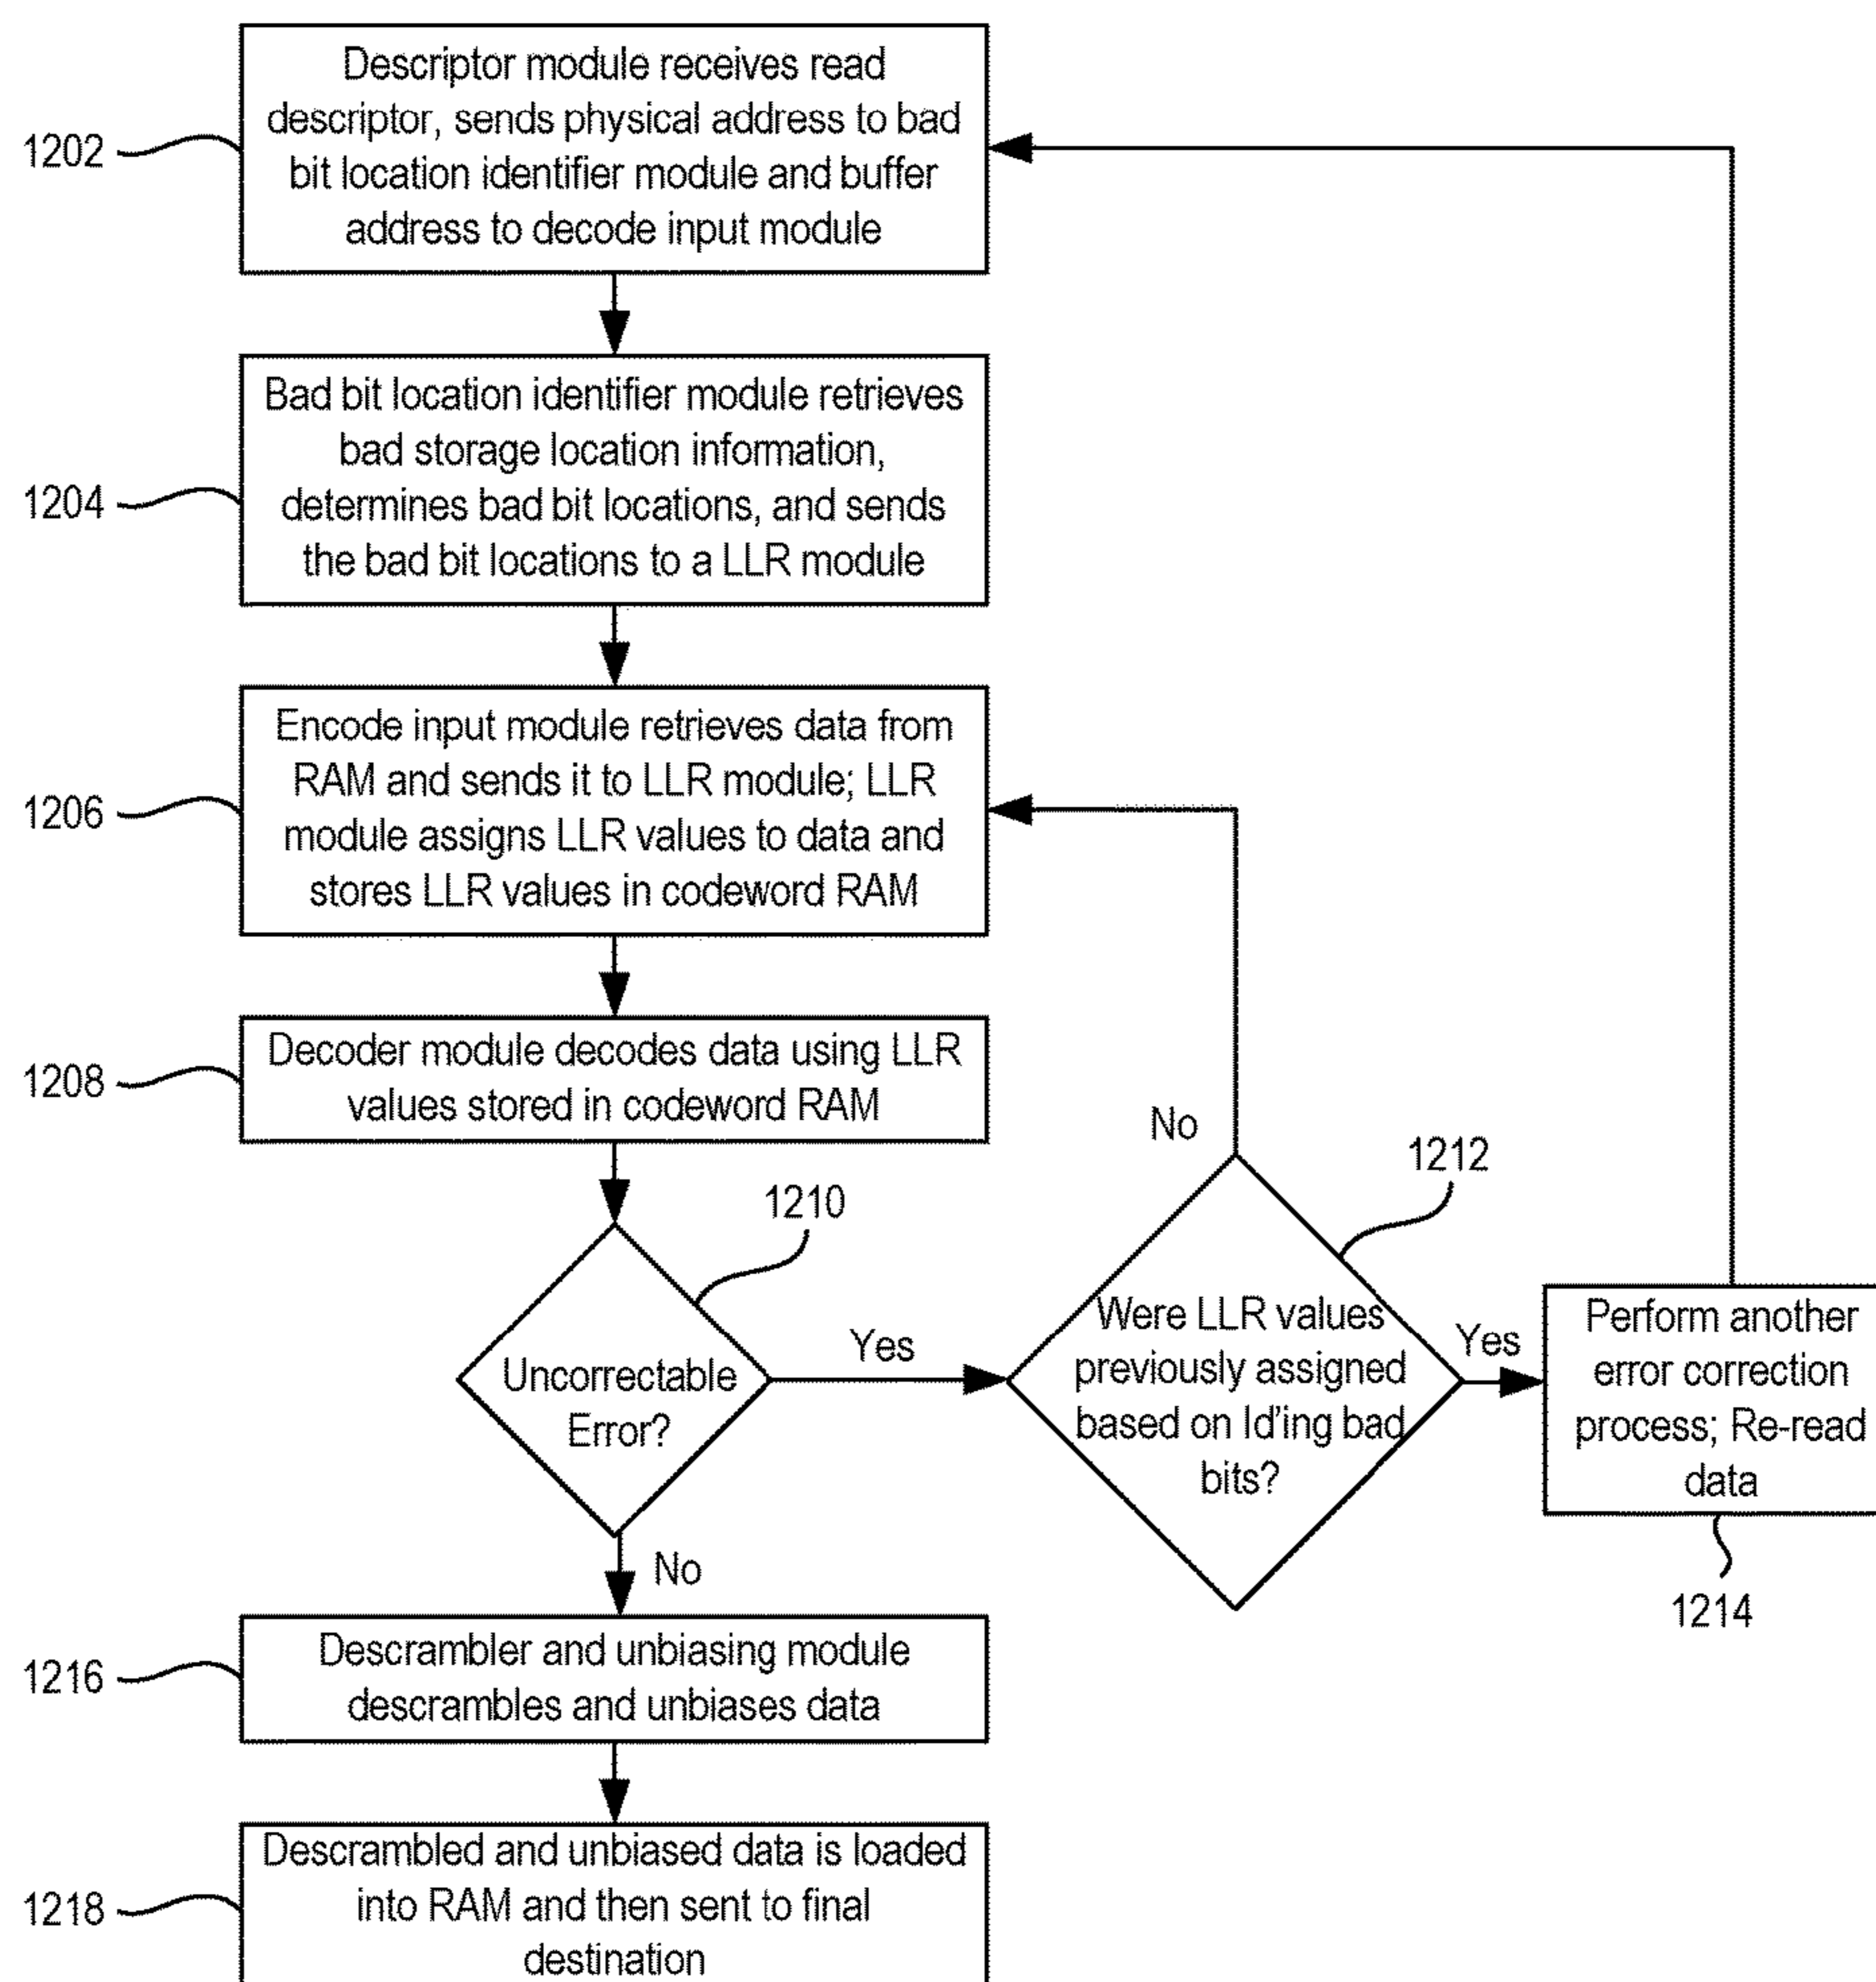 1202
Descriptor module receives read
descriptor, sends physical address to bad
bit location identifier module and buffer
address to decode input module
1204
Bad bit location identifier module retrieves
bad storage location information,
determines bad bit locations, and sends
the bad bit locations to a LLR module
1206
Encode input module retrieves data from
RAM and sends it to LLR module; LLR
module assigns LLR values to data and
stores LLR values in codeword RAM
1208
Decoder module decodes data using LLR
values stored in codeword RAM
1210
Uncorrectable
Error?
Yes
No
1212
Were LLR values
previously assigned
based on Id'ing bad
bits?
No
Yes
Perform another
error correction
process; Re-read
data
1214
1216
Descrambler and unbiasing module
descrambles and unbiases data
1218
Descrambled and unbiased data is loaded
into RAM and then sent to final
destination